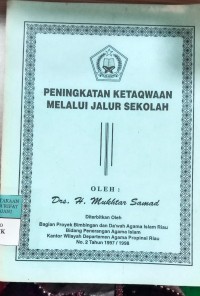 PENINGKATAN KETAQWAAN
MELALUI JALUR SEKOLAH
OLEH :
Drs. H. Mukhtar Samad
Diterbitkan Oleh
Bagian Proyek Bimbingan dan Da'wah Agama Islam Riau
Bidang Penerangan Agama Islam
Kantor Wilayah Departemen Agama Propinsi Riau
No. 2 Tahun 1997 / 1998